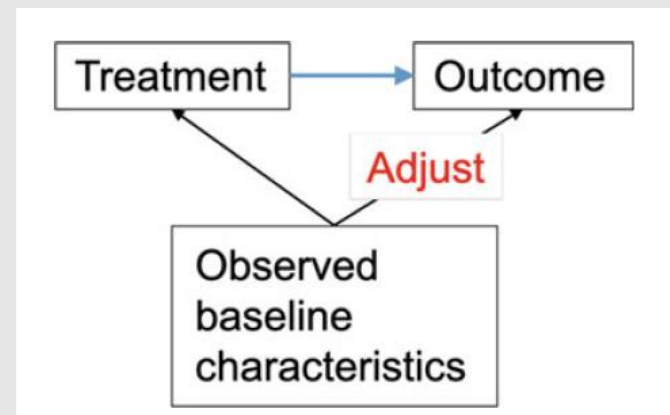 Treatment
Outcome
Adjust
Observed
baseline
characteristics